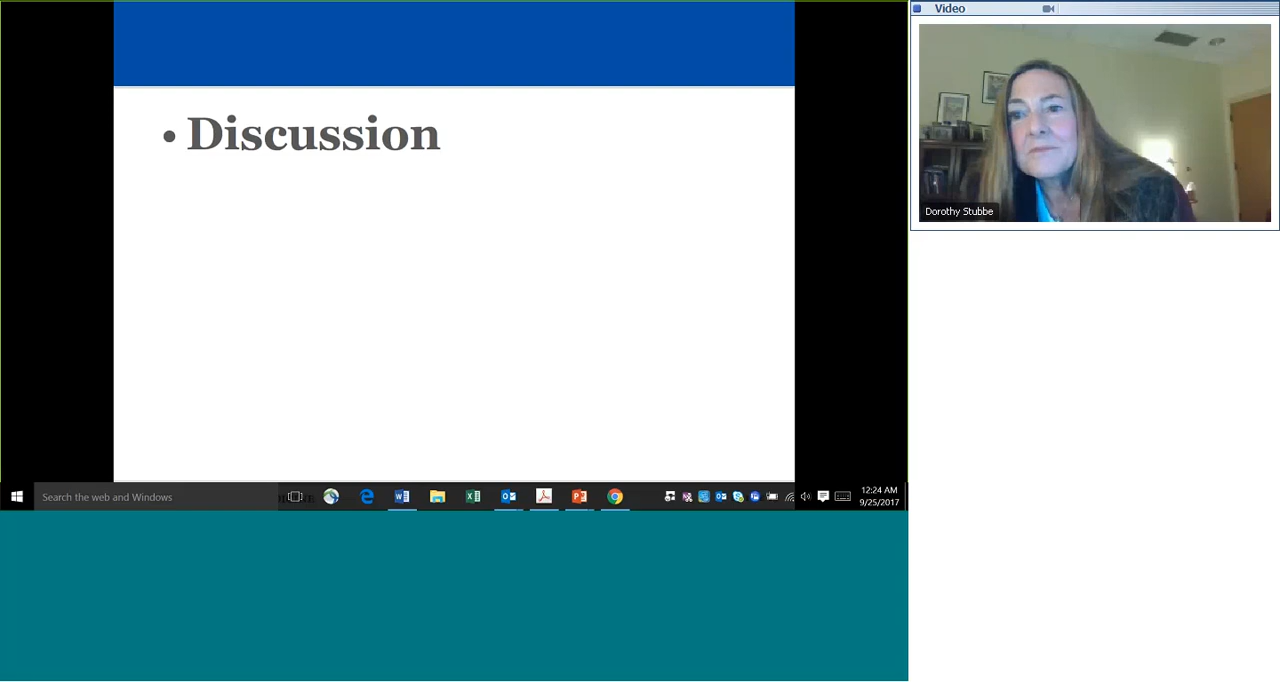 Video
• Discussion
Dorothy Stubbe
Search the web and Windows
12:24 AM
9/25/2017